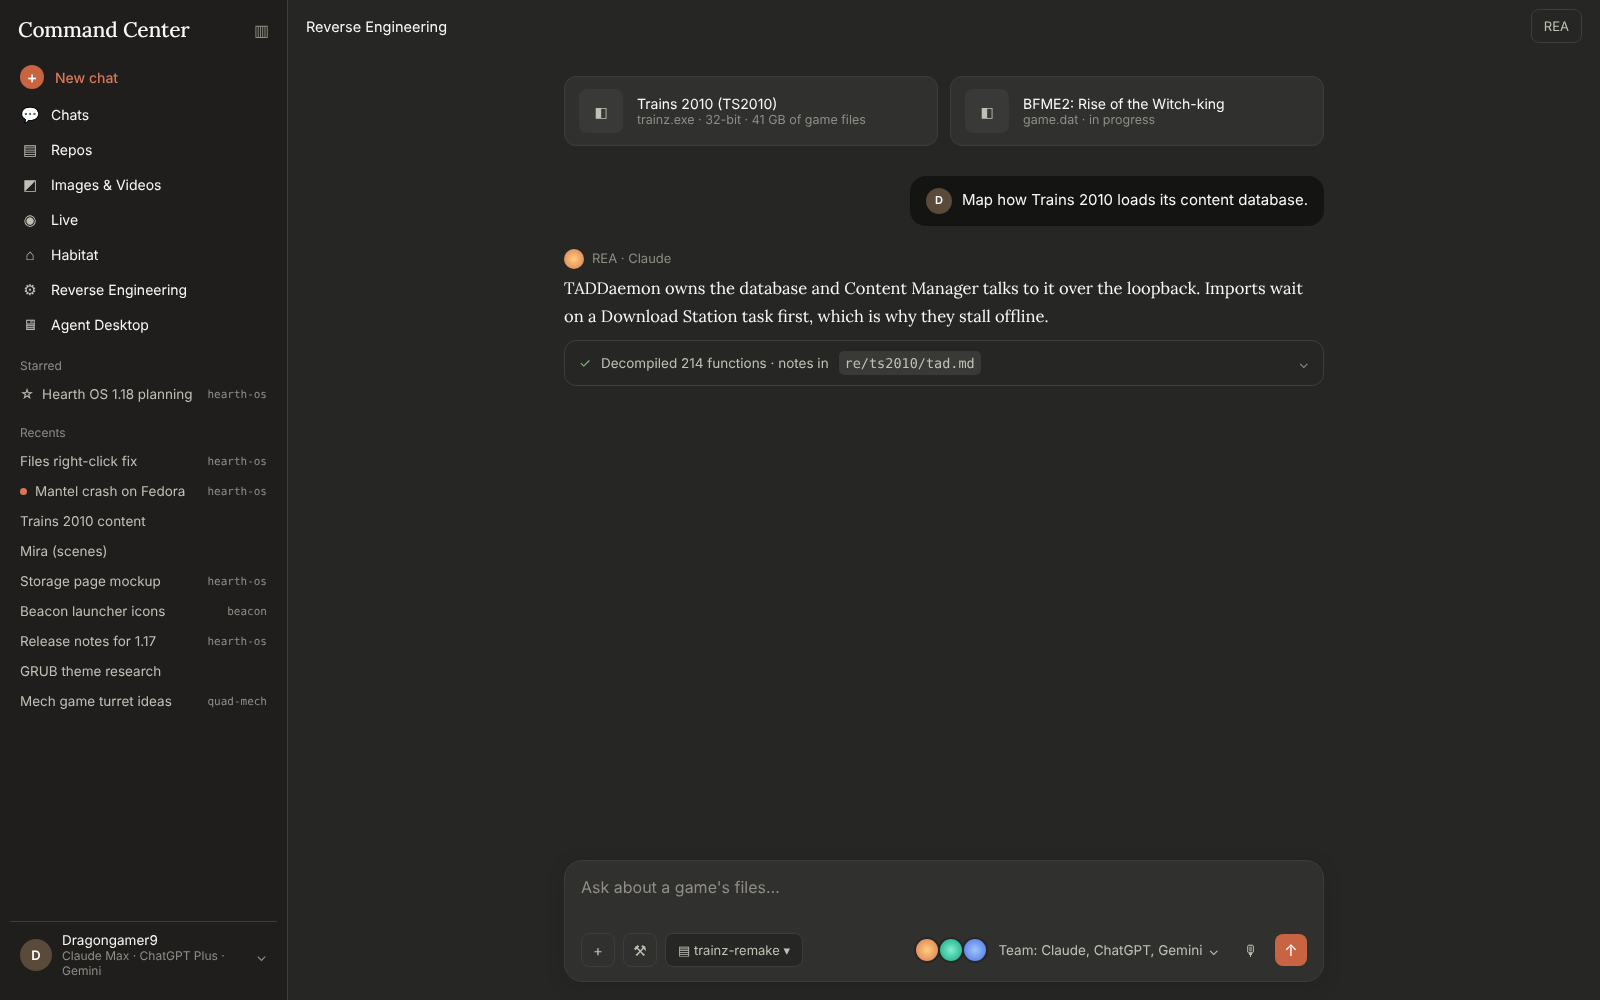 Command Center
New chat
Chats
Repos
Images & Videos
Live
Habitat
Reverse Engineering
Agent Desktop
Starred
Hearth OS 1.18 planning hearth-os
Recents
Files right-click fix hearth-os
Mantel crash on Fedora hearth-os
Trains 2010 content
Mira (scenes)
Storage page mockup hearth-os
Beacon launcher icons beacon
Release notes for 1.17 hearth-os
GRUB theme research
Mech game turret ideas quad-mech
D
Dragongamer9
Claude Max · ChatGPT Plus ·
Gemini
Reverse Engineering
REA
Trains 2010 (TS2010)
trainz.exe · 32-bit · 41 GB of game files
BFME2: Rise of the Witch-king
game.dat · in progress
D Map how Trains 2010 loads its content database.
REA · Claude
TADDaemon owns the database and Content Manager talks to it over the loopback. Imports wait
on a Download Station task first, which is why they stall offline.
✓ Decompiled 214 functions · notes in re/ts2010/tad.md
Ask about a game's files...
+ trainz-remake ▾ Team: Claude, ChatGPT, Gemini